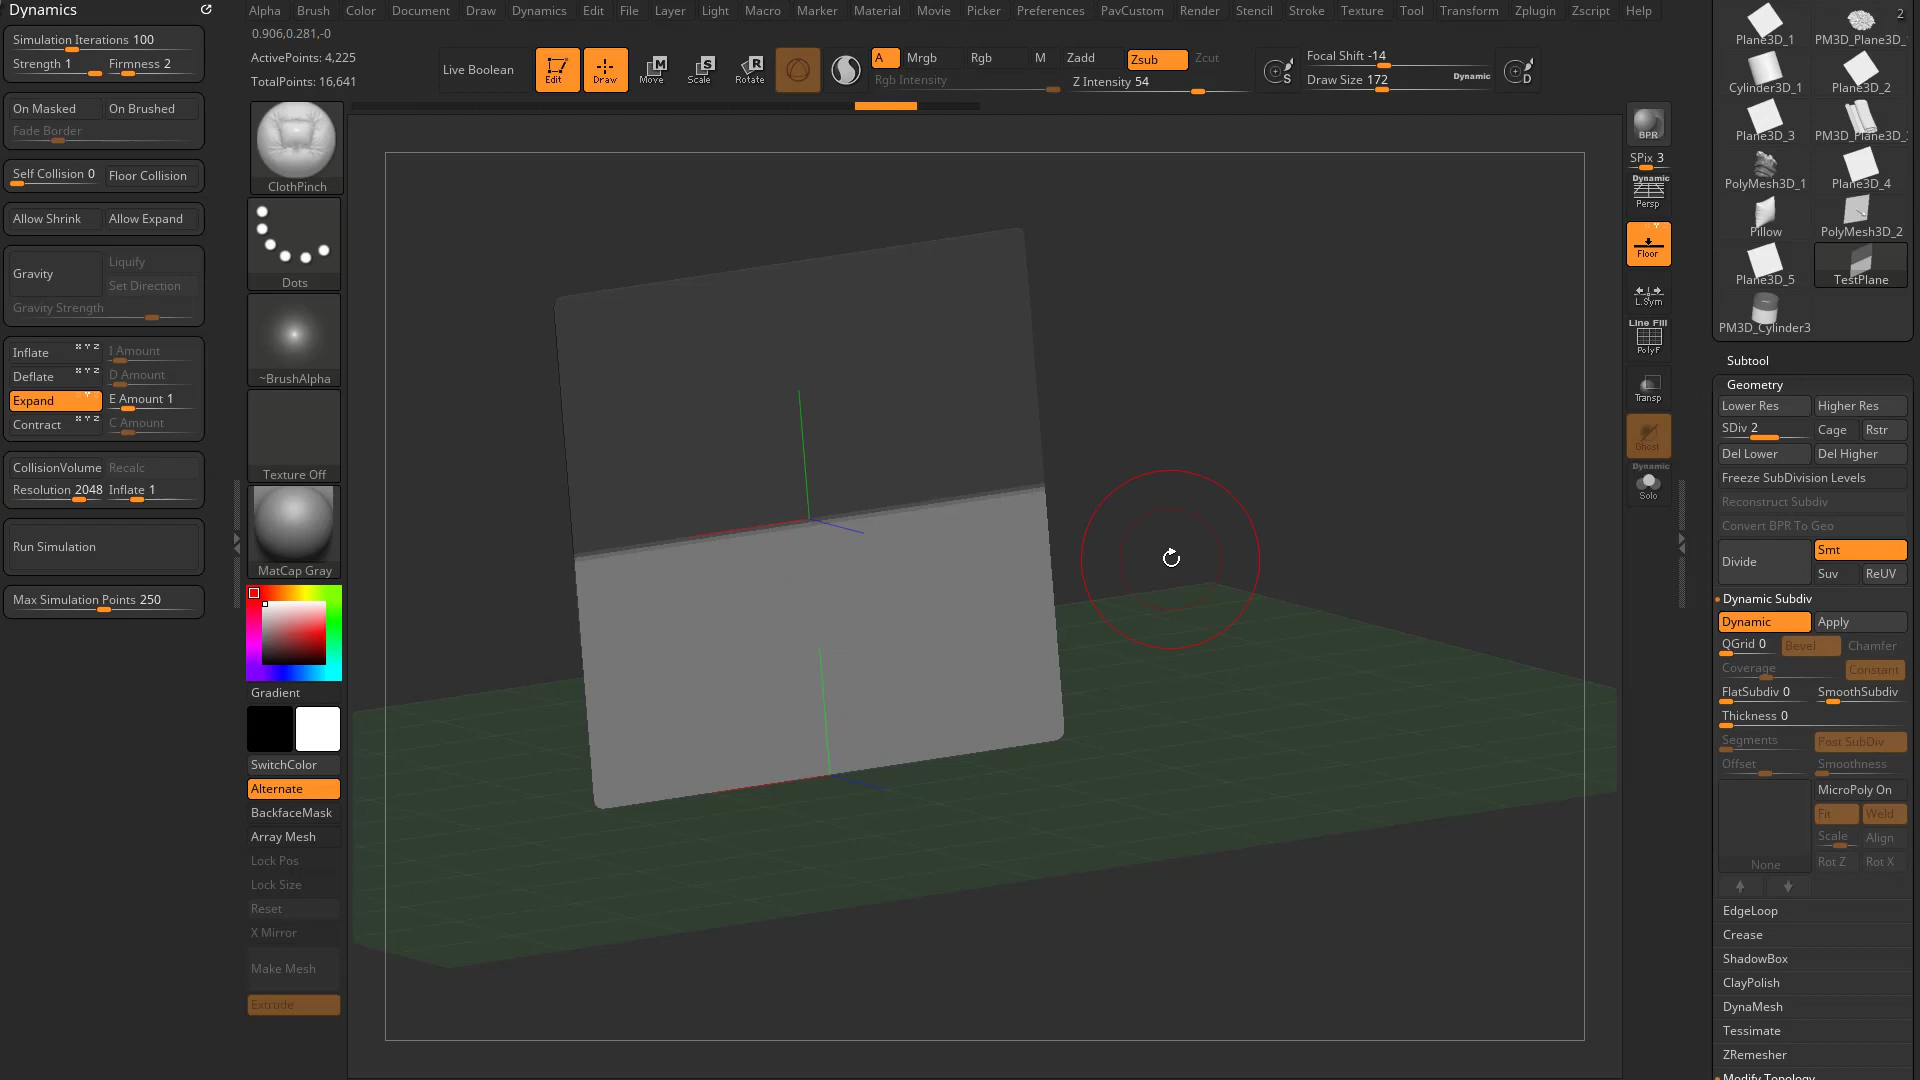 Dynamics
Simulation Iterations 100
Strength 1 Firmness 2
On Masked On Brushed
Fade Border
Self Collision 0 Floor Collision
Allow Shrink Allow Expand
Gravity
Liquify
Set Direction
Gravity Strength
Inflate X Y Z I Amount
Deflate X Y Z D Amount
Expand E Amount 1
Contract X Y Z C Amount
CollisionVolume Recalc
Resolution 2048 Inflate 1
Run Simulation
Max Simulation Points 250
Alpha Brush Color Document Draw Dynamics Edit File Layer Light Macro Marker Material Movie Picker Preferences PavCustom Render Stencil Stroke Texture Tool Transform Zplugin Zscript Help
0.906,0.281,-0
ActivePoints: 4,225
TotalPoints: 16,641
Live Boolean
Edit
Draw
M
Move
S
Scale
R
Rotate
A Mrgb Rgb M Zadd Zsub Zcut
Rgb Intensity
Z Intensity 54
S
Focal Shift -14
Draw Size 172 Dynamic
D
ClothPinch
Dots
~BrushAlpha
Texture Off
MatCap Gray
Gradient
SwitchColor
Alternate
BackfaceMask
Array Mesh
Lock Pos
Lock Size
Reset
X Mirror
Make Mesh
Extrude
BPR
SPix 3
Dynamic
Persp
Floor
L.Sym
Line Fill
PolyF
Transp
Ghost
Dynamic
Solo
2
Plane3D_1 PM3D_Plane3D_
Cylinder3D_1 Plane3D_2
Plane3D_3 PM3D_Plane3D_
PolyMesh3D_1 Plane3D_4
Pillow PolyMesh3D_2
Plane3D_5 TestPlane
PM3D_Cylinder3
Subtool
Geometry
Lower Res Higher Res
SDiv 2 Cage Rstr
Del Lower Del Higher
Freeze SubDivision Levels
Reconstruct Subdiv
Convert BPR To Geo
Divide
Smt
Suv ReUV
Dynamic Subdiv
Dynamic Apply
QGrid 0 Bevel Chamfer
Coverage Constant
FlatSubdiv 0 SmoothSubdiv
Thickness 0
Segments Post SubDiv
Offset Smoothness
MicroPoly On
Fit Weld
Scale Align
None Rot Z Rot X
EdgeLoop
Crease
ShadowBox
ClayPolish
DynaMesh
Tessimate
ZRemesher
Modify Topology